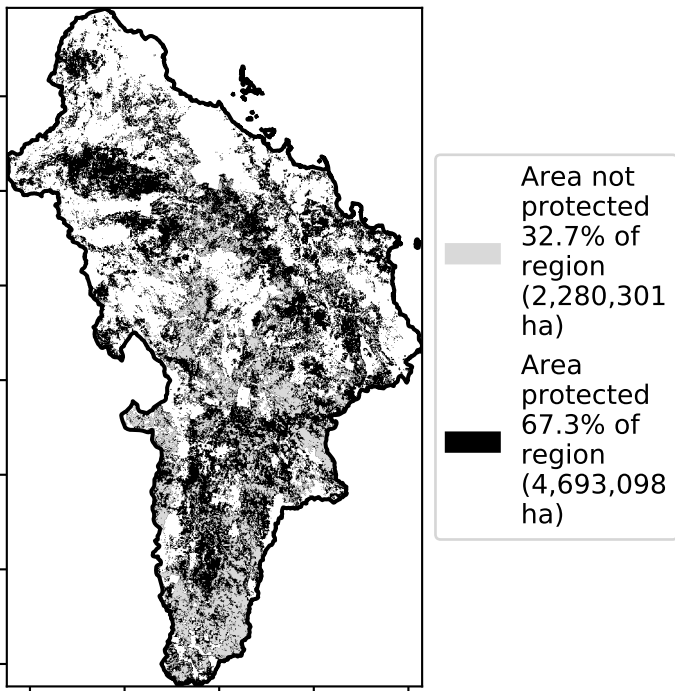 Area not
protected
32.7% of
region
(2,280,301
ha)
Area
protected
67.3% of
region
(4,693,098
ha)